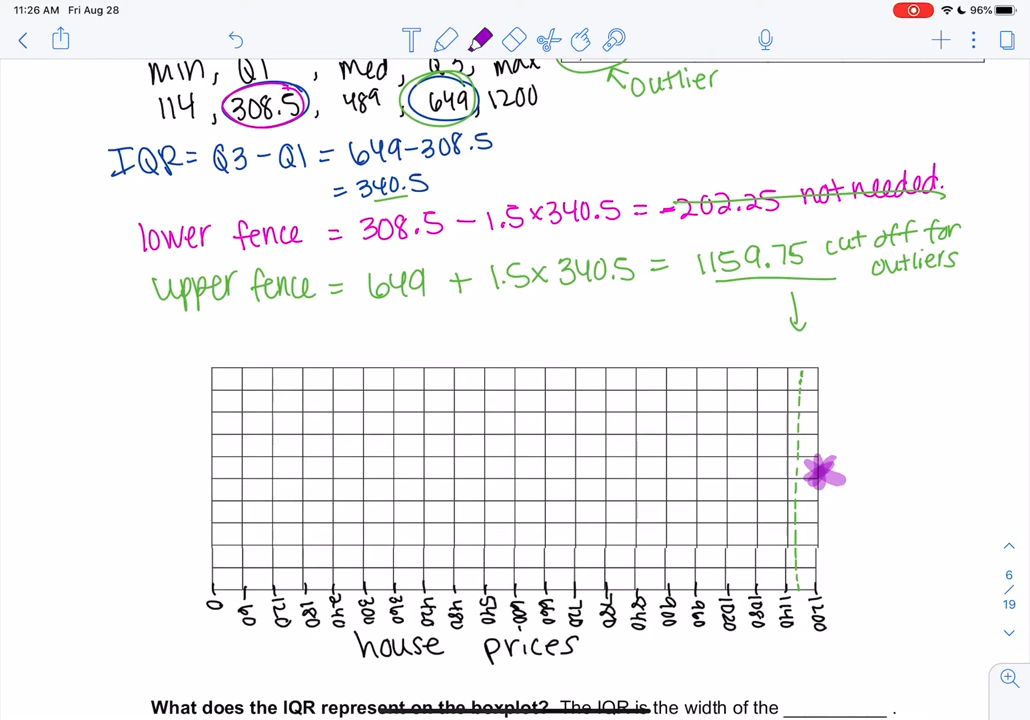 11:26 AM Fri Aug 28
96%
min, Q1, med, Q3, max
114, 308.5, 489, 649, 1200
outlier
IQR = Q3 - Q1 = 649-308.5
= 340.5
lower fence = 308.5 - 1.5x340.5 = -202.25 not needed.
upper fence = 649 + 1.5x340.5 = 1159.75 cut off for
outliers
0 60 120 180 240 300 360 420 480 540 600 660 720 780 840 900 960 1020 1080 1140 1200
house prices
6
/
19
What does the IQR represent on the boxplot? The IQR is the width of the __________ .